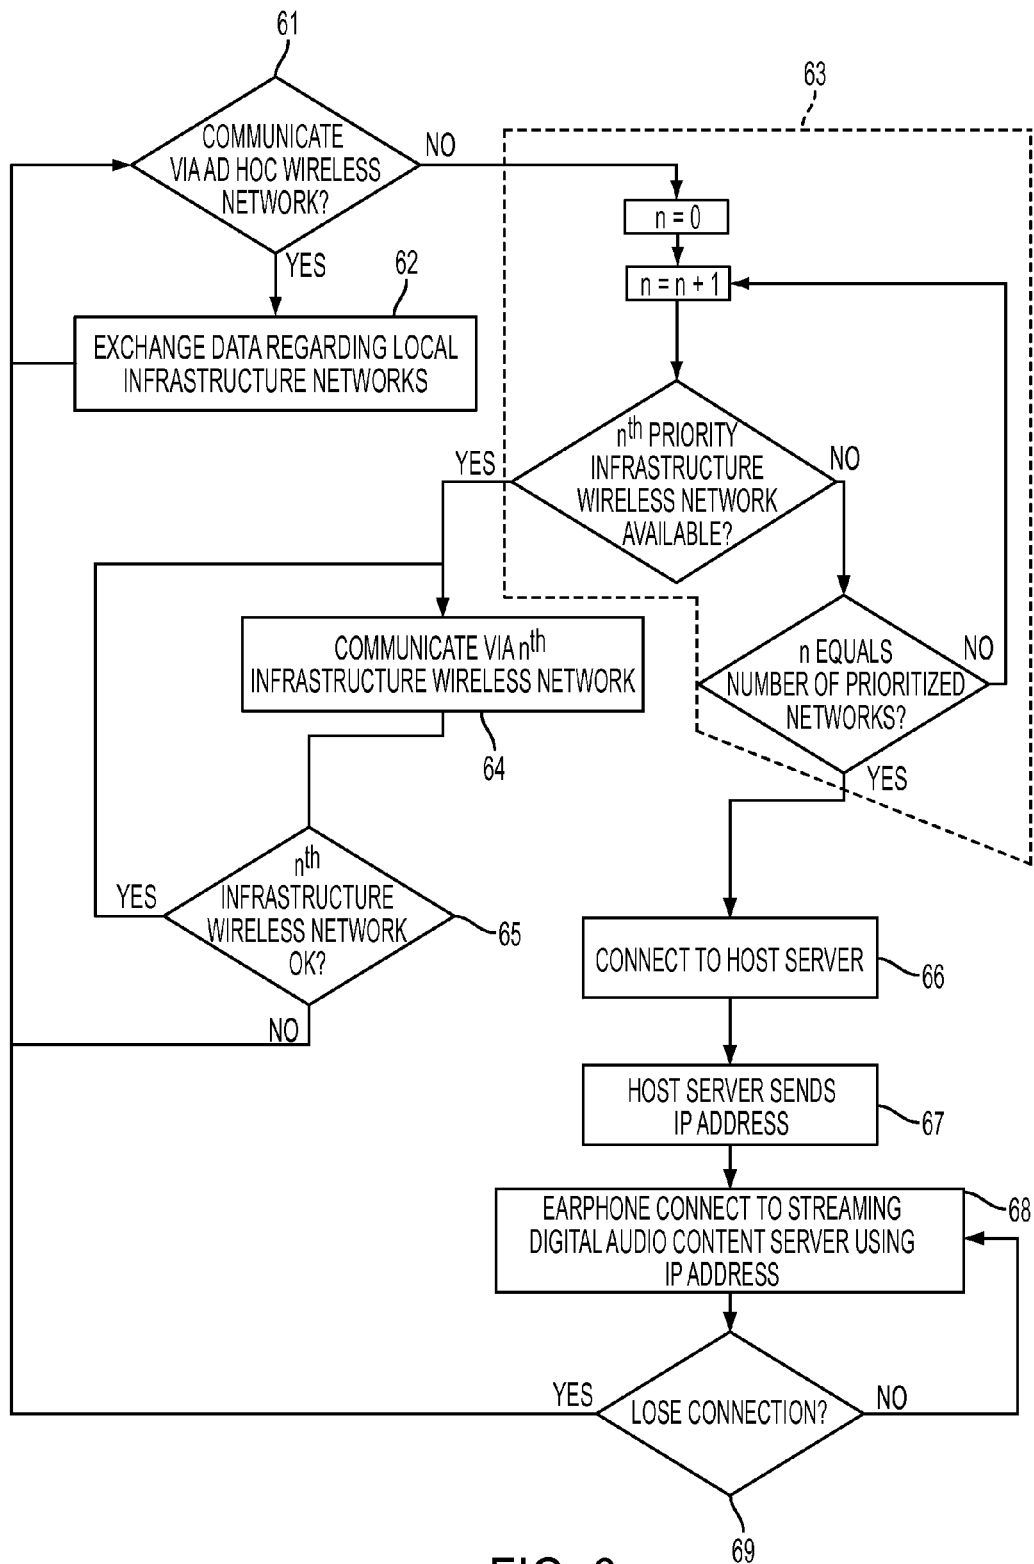 61
COMMUNICATE
VIA AD HOC WIRELESS
NETWORK?
NO
YES
62
EXCHANGE DATA REGARDING LOCAL
INFRASTRUCTURE NETWORKS
63
n = 0
n = n + 1
nth PRIORITY
INFRASTRUCTURE
WIRELESS NETWORK
AVAILABLE?
YES
NO
n EQUALS
NUMBER OF PRIORITIZED
NETWORKS?
NO
YES
COMMUNICATE VIA nth
INFRASTRUCTURE WIRELESS NETWORK
64
nth
INFRASTRUCTURE
WIRELESS NETWORK
OK?
YES
65
NO
CONNECT TO HOST SERVER
66
HOST SERVER SENDS
IP ADDRESS
67
EARPHONE CONNECT TO STREAMING
DIGITAL AUDIO CONTENT SERVER USING
IP ADDRESS
68
LOSE CONNECTION?
YES
NO
69